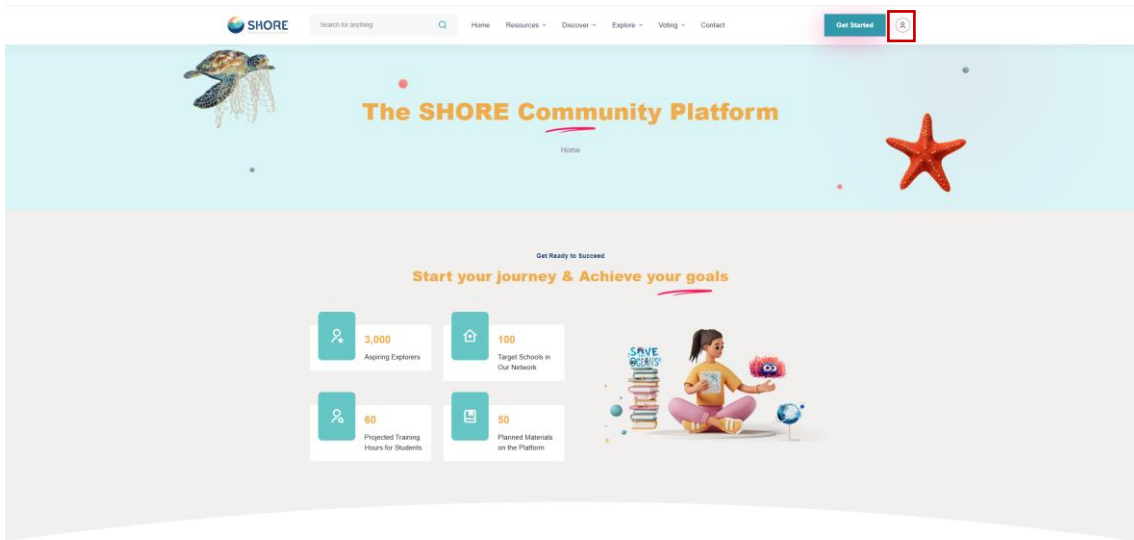 SHORE
Search for anything
Home
Resources
Discover
Explore
Voting
Contact
Get Started
The SHORE Community Platform
Home
Get Ready to Succeed
Start your journey & Achieve your goals
3,000
Aspiring Explorers
100
Target Schools in
Our Network
60
Projected Training
Hours for Students
50
Planned Materials
on the Platform
SAVE
OCEANS